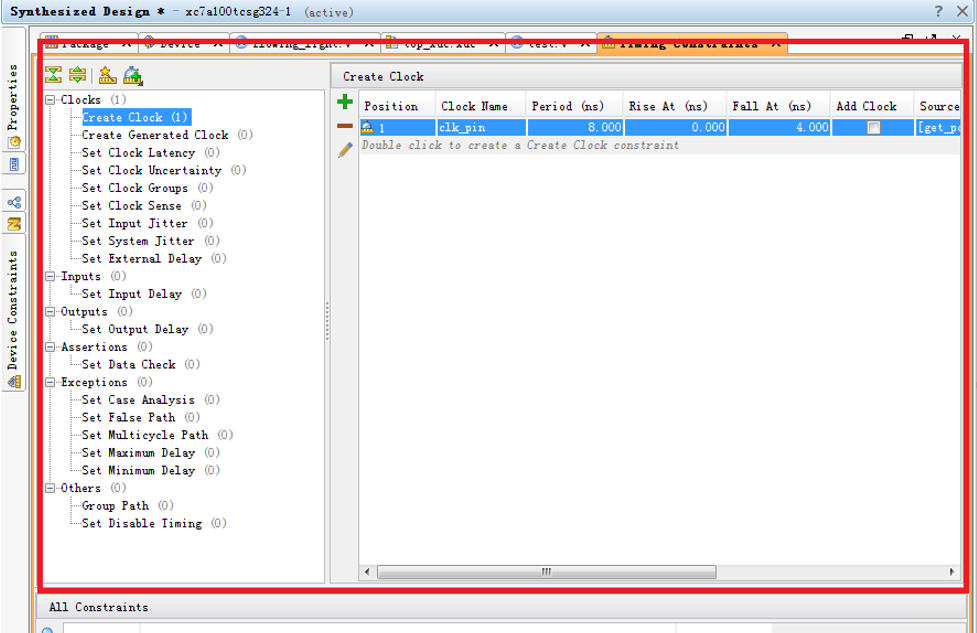 Synthesized Design * - xc7a100tcsg324-1 (active)
Package Device flowing_light.v top_xdc.xdc test.v Timing Constraints
Properties
Device Constraints
Clocks (1)
Create Clock (1)
Create Generated Clock (0)
Set Clock Latency (0)
Set Clock Uncertainty (0)
Set Clock Groups (0)
Set Clock Sense (0)
Set Input Jitter (0)
Set System Jitter (0)
Set External Delay (0)
Inputs (0)
Set Input Delay (0)
Outputs (0)
Set Output Delay (0)
Assertions (0)
Set Data Check (0)
Exceptions (0)
Set Case Analysis (0)
Set False Path (0)
Set Multicycle Path (0)
Set Maximum Delay (0)
Set Minimum Delay (0)
Others (0)
Group Path (0)
Set Disable Timing (0)
Create Clock
Position Clock Name Period (ns) Rise At (ns) Fall At (ns) Add Clock Source
1 clk_pin 8.000 0.000 4.000 [get_po
Double click to create a Create Clock constraint
All Constraints